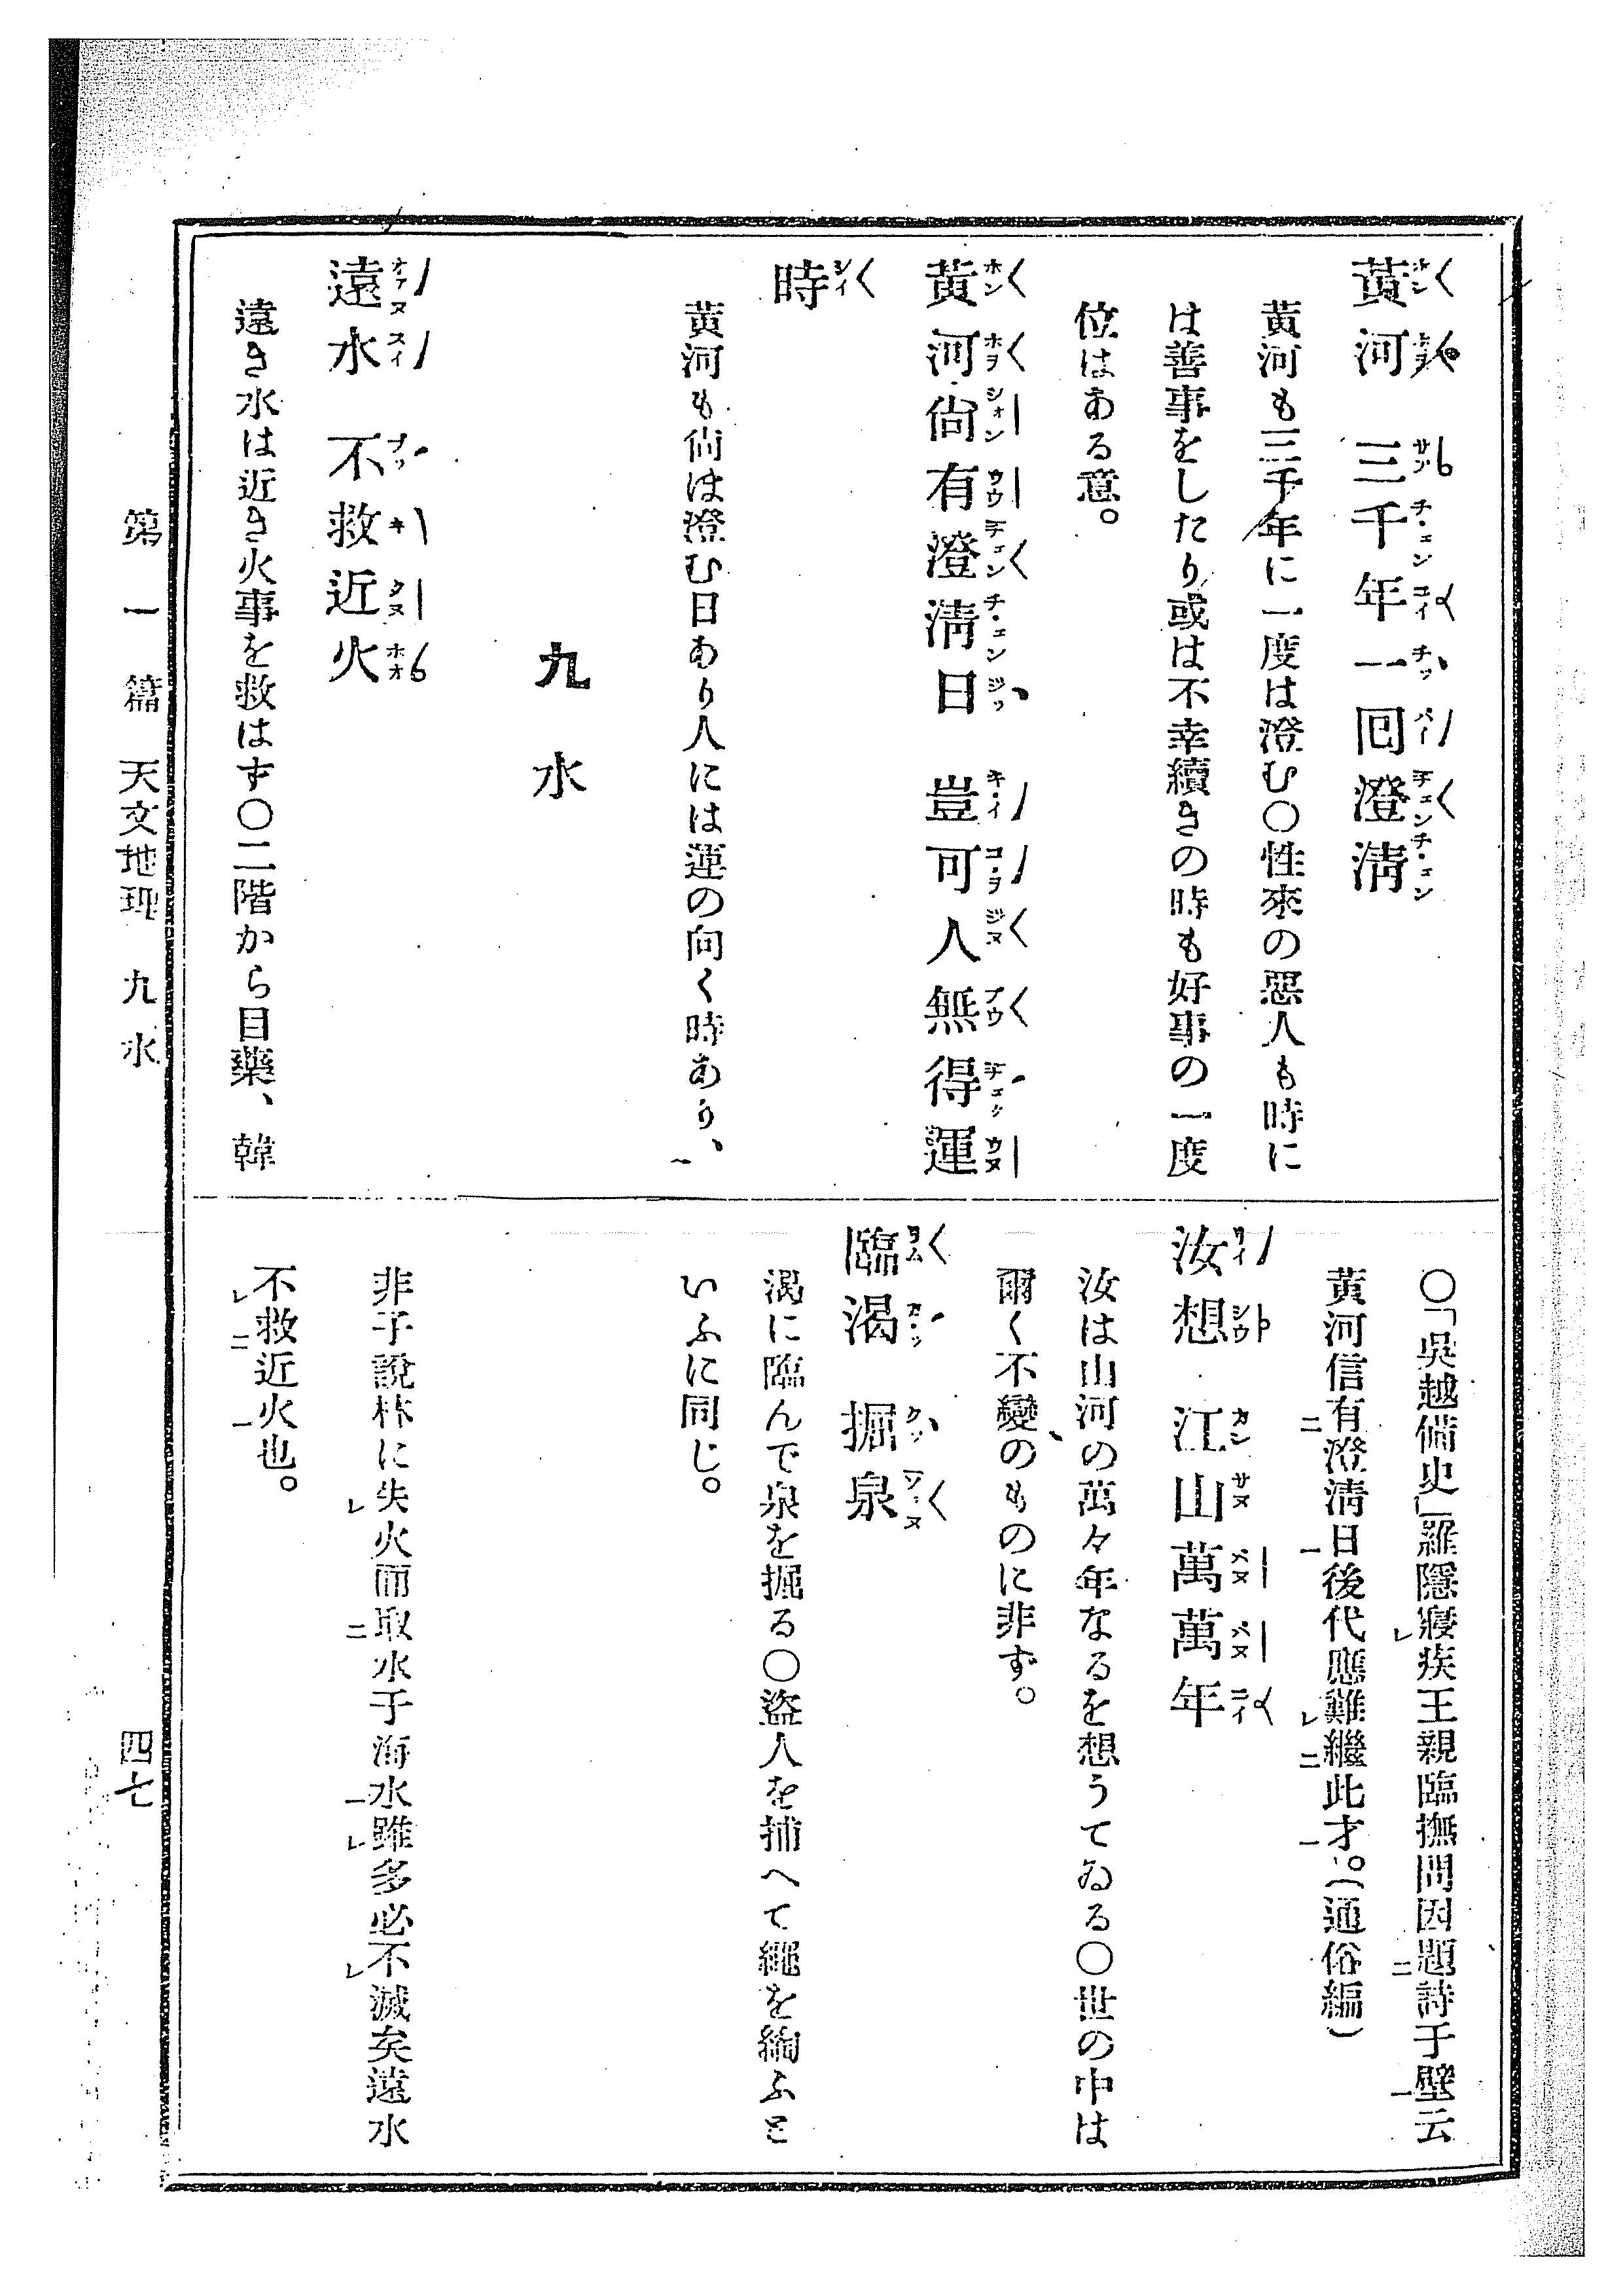 黃河 三千年一囘澄淸
黃河も三千年に一度は澄む〇性來の惡人も時に
は善事をしたり或は不幸續きの時も好事の一度
位はある意。
黃河尙有澄淸日 豈可人無得運
時
黃河も尙は澄む日あり人には運の向く時あり、
〇「吳越備史」羅隱寢疾王親臨撫問因題詩于壁云
黃河信有澄淸日後代應難繼此才。(通俗編)
汝想 江山萬萬年
汝は山河の萬々年なるを想うてゐる〇世の中は
爾く不變のものに非ず。
臨渴 掘泉
渴に臨んで泉を掘る〇盜人を捕へて繩を綯ふと
いふに同じ。
九 水
遠水 不救近火
遠き水は近き火事を救はず〇二階から目藥、韓
非子說林に失火而取水于海水雖多必不滅矣遠水
不救近火也。
第一篇 天文地理 九水
四七